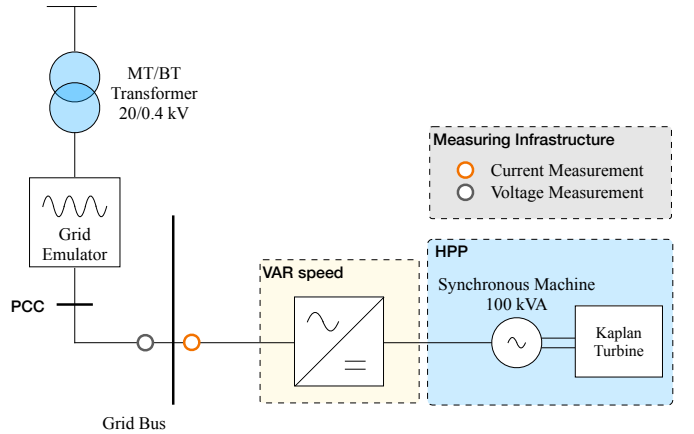 MT/BT
Transformer
20/0.4 kV
Measuring Infrastructure
Current Measurement
Voltage Measurement
Grid
Emulator
VAR speed
HPP
Synchronous Machine
100 kVA
PCC
Kaplan
Turbine
Grid Bus